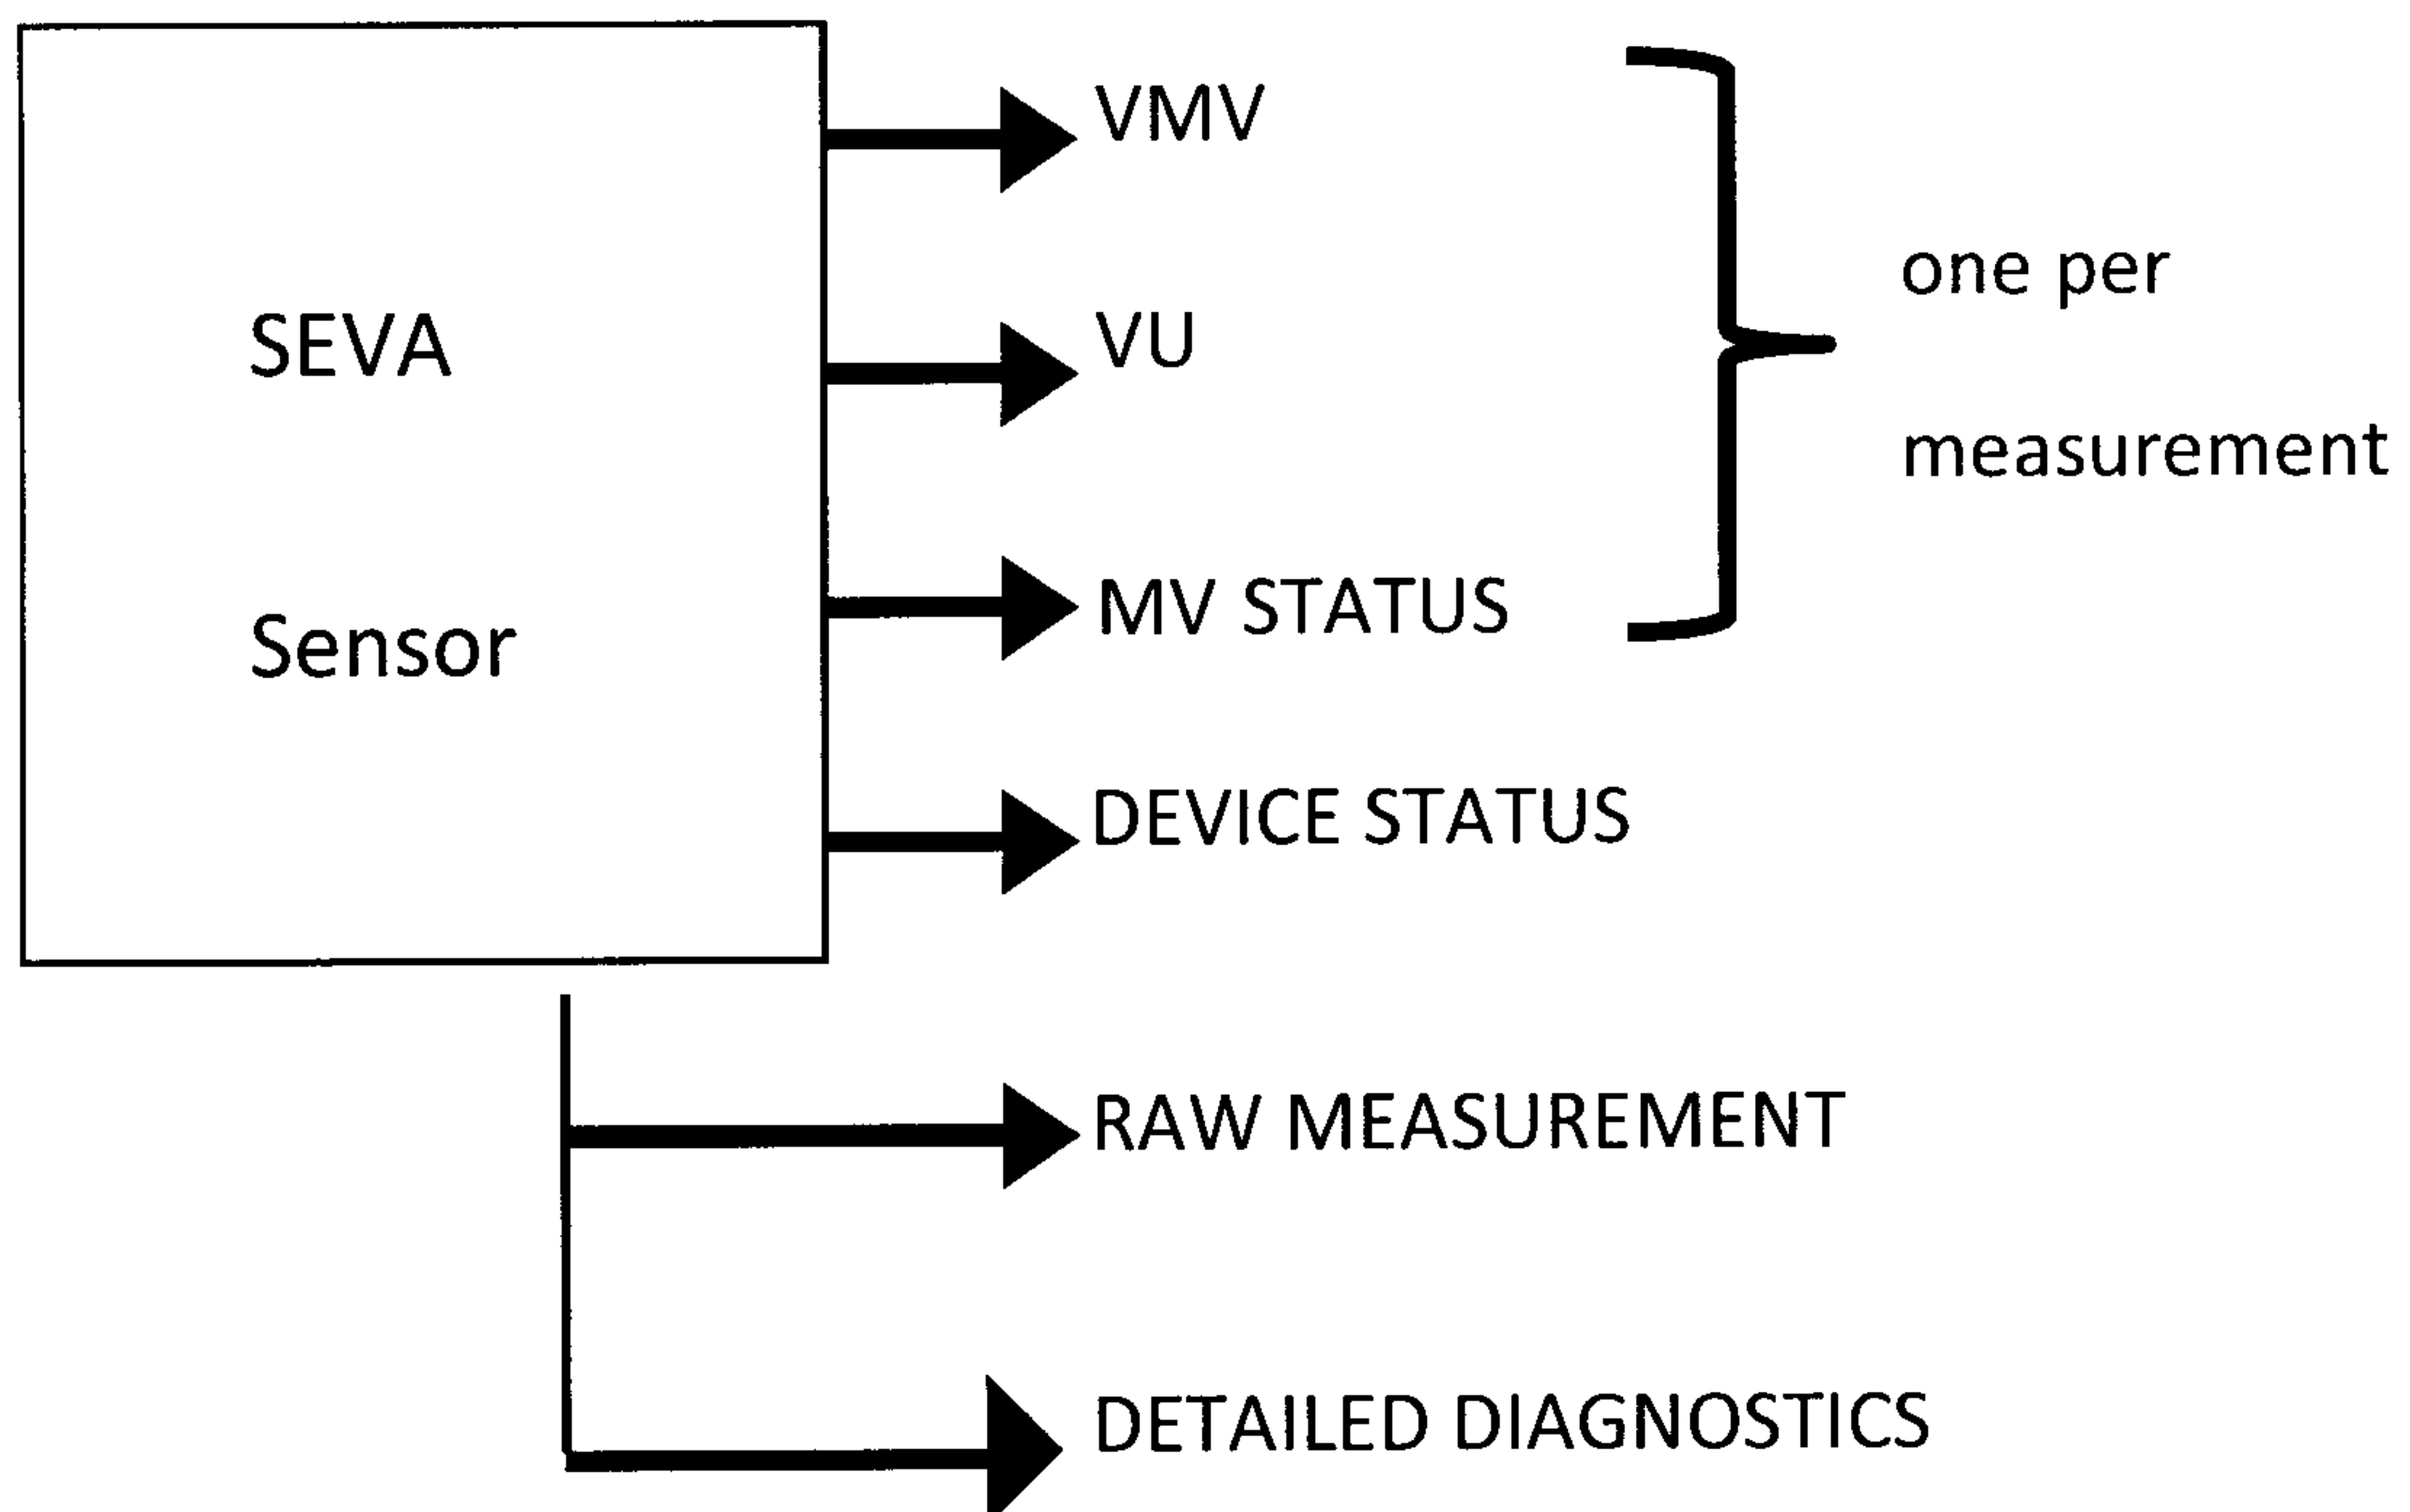 SEVA
Sensor
VMV
VU
MV STATUS
DEVICE STATUS
one per
measurement
RAW MEASUREMENT
DETAILED DIAGNOSTICS